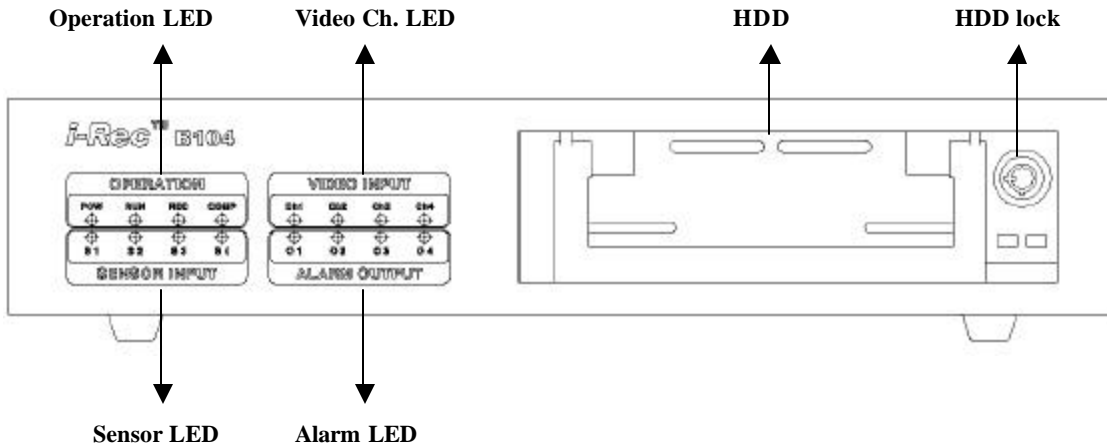 Operation LED Video Ch. LED HDD HDD lock
i-Rec™ B104
OPERATION VIDEO INPUT
POW RUN REC COMP Ch1 Ch2 Ch3 Ch4
S1 S2 S3 S4 O1 O2 O3 O4
SENSOR INPUT ALARM OUTPUT
Sensor LED Alarm LED